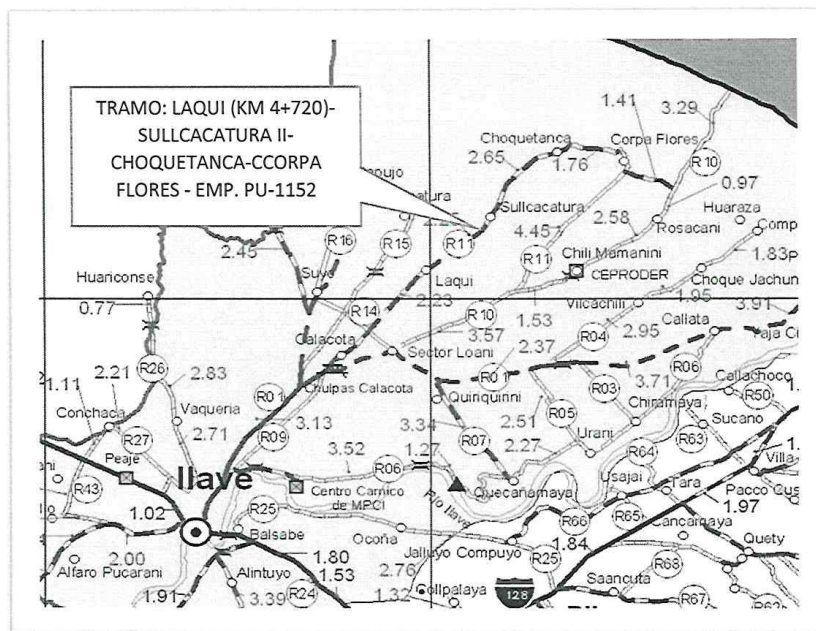 TRAMO: LAQUI (KM 4+720)-
SULLCACATURA II-
CHOQUETANCA-CCORPA
FLORES - EMP. PU-1152
1.41
3.29
Choquetanca
Corpa Flores
2.65
1.76
R10
0.97
Sullcacatura
Huaraza
2.58
Rosacani
R16
R15
R11
4.45
2.45
Chili Mamanini
1.83
R11
CEPRODER
Choque Jachun
Huariconse
Suyo
Laqui
0.77
2.23
R14
R10
1.53
Vilcachili
1.95
3.91
3.57
R04
2.95
Callata
Calacota
Sector Loani
2.37
R26
2.83
R01
R01
R03
3.71
R06
1.11
2.21
Chulpas Calacota
Callachoco
R50
Conchaca
Vaqueria
Quiriquinni
R05
Chiramaya
Sucano
3.13
3.34
2.51
R27
2.71
R09
R07
2.27
Urani
R63
Peaje
3.52
1.27
R64
Ilave
R06
Usajai
Tara
Villa
R43
Centro Camico
de MPCI
Quecanamaya
Pacco Cus
1.02
R25
Rio Ilave
R66
R65
1.97
Balsabe
Ocoña
1.84
Cancamaya
2.00
Jalluyo Compuyo
R25
Quety
Alfaro Pucarani
1.80
2.76
R68
Alintuyo
1.53
Saancuta
1.91
3.39
R24
1.32
128
R67